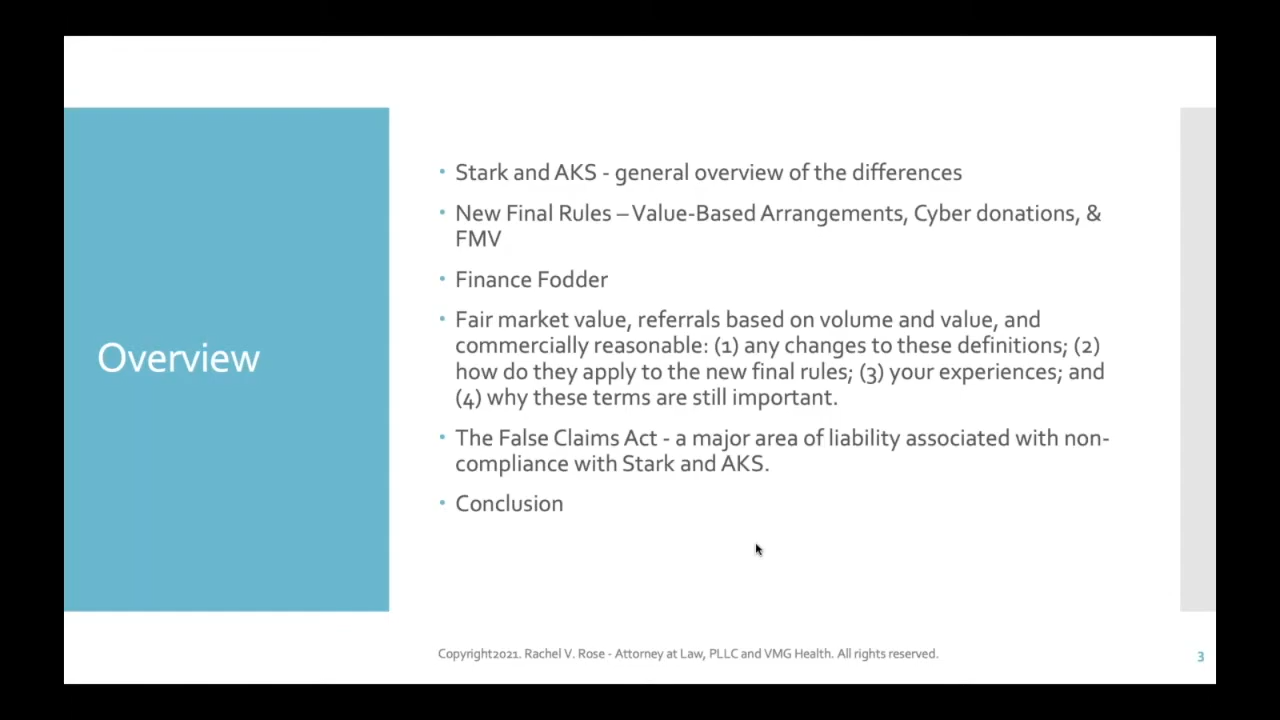 Overview
• Stark and AKS - general overview of the differences
• New Final Rules – Value-Based Arrangements, Cyber donations, &
FMV
• Finance Fodder
• Fair market value, referrals based on volume and value, and
commercially reasonable: (1) any changes to these definitions; (2)
how do they apply to the new final rules; (3) your experiences; and
(4) why these terms are still important.
• The False Claims Act - a major area of liability associated with non-
compliance with Stark and AKS.
• Conclusion
Copyright2021. Rachel V. Rose - Attorney at Law, PLLC and VMG Health. All rights reserved.
3